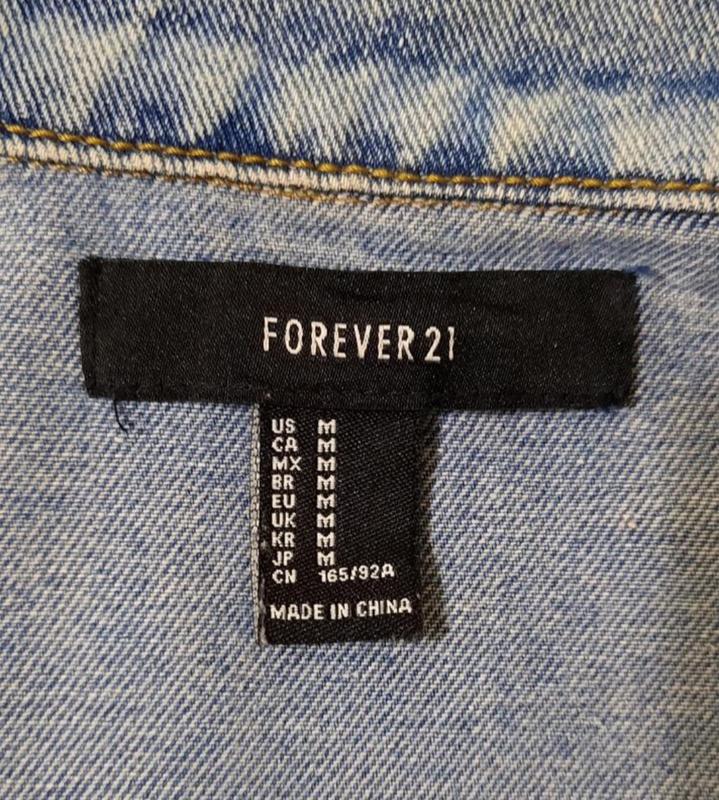 FOREVER 21
US M
CA M
MX M
BR M
EU M
UK M
KR M
JP M
CN 165/92A
MADE IN CHINA